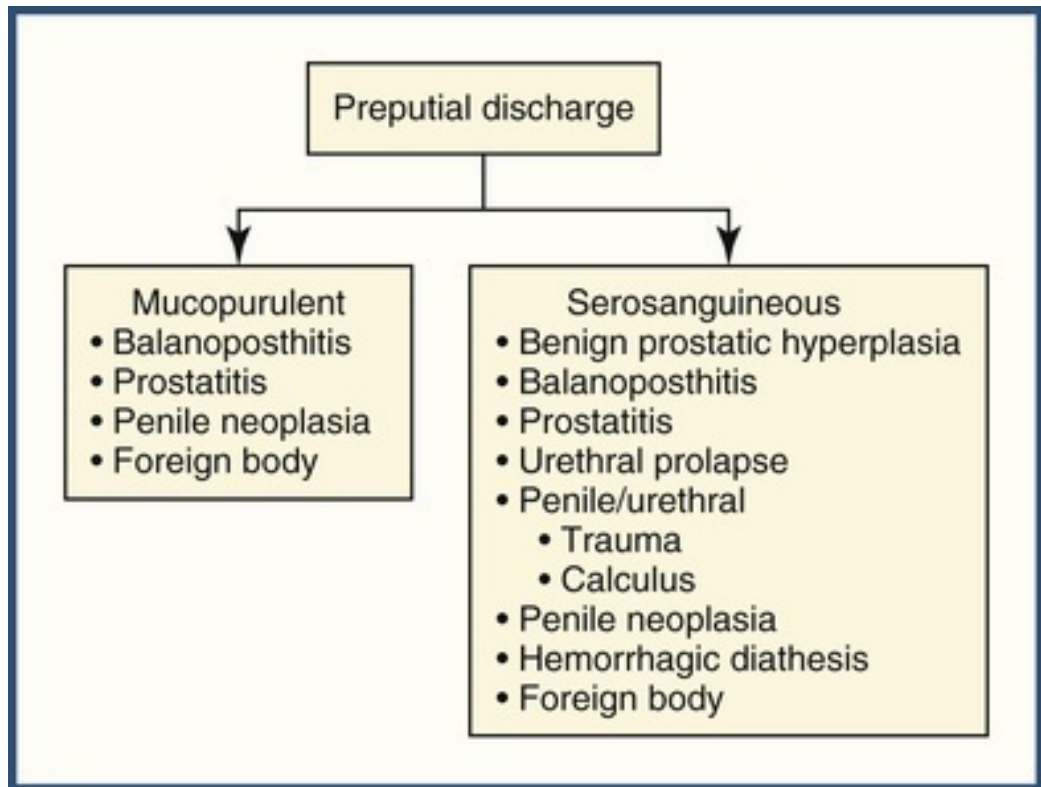 Preputial discharge
Mucopurulent
• Balanoposthitis
• Prostatitis
• Penile neoplasia
• Foreign body
Serosanguineous
• Benign prostatic hyperplasia
• Balanoposthitis
• Prostatitis
• Urethral prolapse
• Penile/urethral
• Trauma
• Calculus
• Penile neoplasia
• Hemorrhagic diathesis
• Foreign body